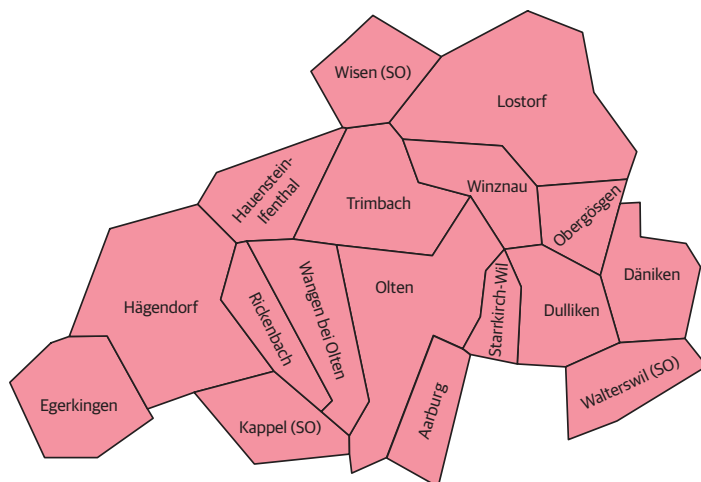 Wisen (SO)
Lostorf
Hauenstein-
Ifenthal
Trimbach
Winznau
Obergösgen
Hägendorf
Rickenbach
Wangen bei Olten
Olten
Starrkirch-Wil
Dulliken
Däniken
Egerkingen
Kappel (SO)
Aarburg
Walterswil (SO)